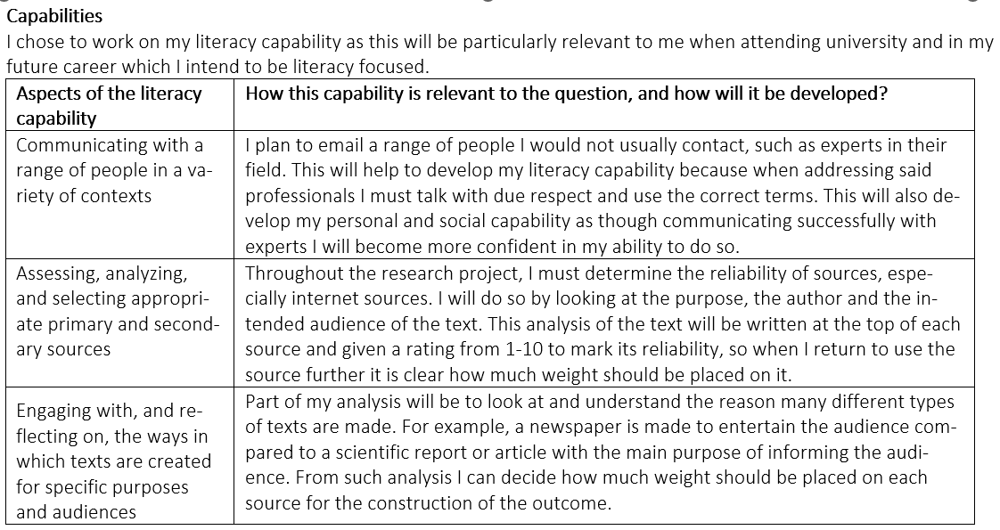 Capabilities
I chose to work on my literacy capability as this will be particularly relevant to me when attending university and in my
future career which I intend to be literacy focused.
Aspects of the literacy
capability
How this capability is relevant to the question, and how will it be developed?
Communicating with a
range of people in a va-
riety of contexts
I plan to email a range of people I would not usually contact, such as experts in their
field. This will help to develop my literacy capability because when addressing said
professionals I must talk with due respect and use the correct terms. This will also de-
velop my personal and social capability as though communicating successfully with
experts I will become more confident in my ability to do so.
Assessing, analyzing,
and selecting appropri-
ate primary and second-
ary sources
Throughout the research project, I must determine the reliability of sources, espe-
cially internet sources. I will do so by looking at the purpose, the author and the in-
tended audience of the text. This analysis of the text will be written at the top of each
source and given a rating from 1-10 to mark its reliability, so when I return to use the
source further it is clear how much weight should be placed on it.
Engaging with, and re-
flecting on, the ways in
which texts are created
for specific purposes
and audiences
Part of my analysis will be to look at and understand the reason many different types
of texts are made. For example, a newspaper is made to entertain the audience com-
pared to a scientific report or article with the main purpose of informing the audi-
ence. From such analysis I can decide how much weight should be placed on each
source for the construction of the outcome.